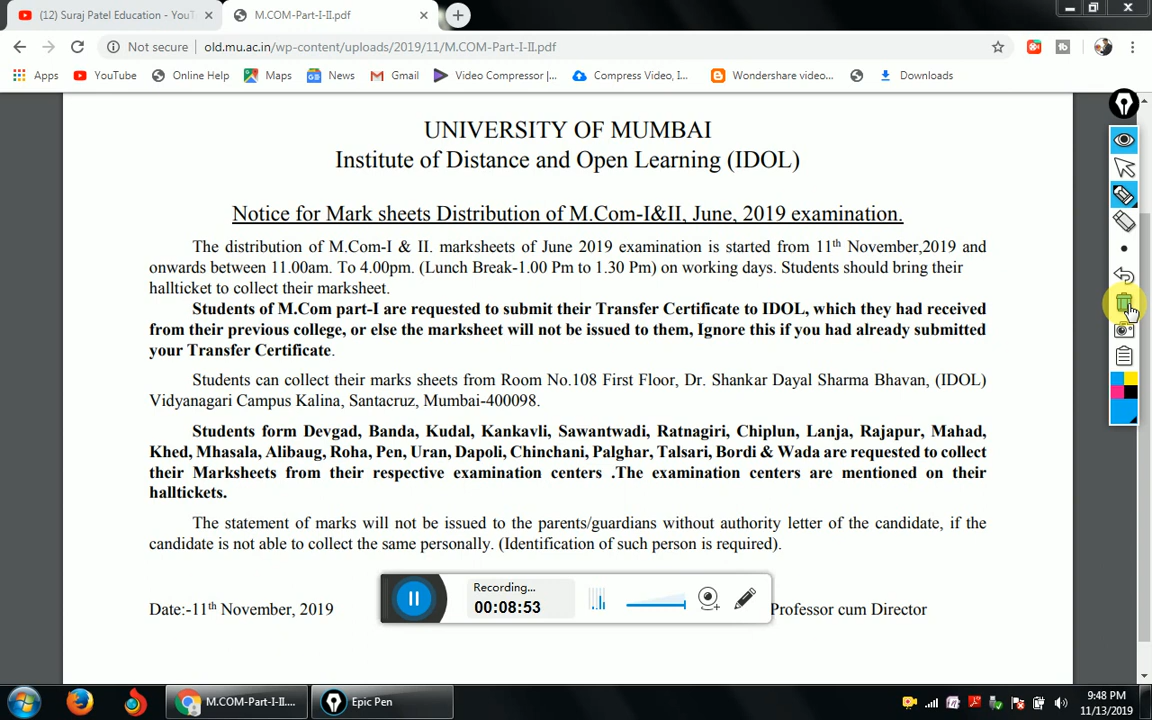 (12) Suraj Patel Education - YouT
M.COM-Part-I-II.pdf
Not secure
old.mu.ac.in/wp-content/uploads/2019/11/M.COM-Part-I-II.pdf
Apps
YouTube
Online Help
Maps
News
Gmail
Video Compressor |...
Compress Video, I...
Wondershare video...
Downloads
UNIVERSITY OF MUMBAI
Institute of Distance and Open Learning (IDOL)
Notice for Mark sheets Distribution of M.Com-I&II, June, 2019 examination.
The distribution of M.Com-I & II. marksheets of June 2019 examination is started from 11th November,2019 and
onwards between 11.00am. To 4.00pm. (Lunch Break-1.00 Pm to 1.30 Pm) on working days. Students should bring their
hallticket to collect their marksheet.
Students of M.Com part-I are requested to submit their Transfer Certificate to IDOL, which they had received
from their previous college, or else the marksheet will not be issued to them, Ignore this if you had already submitted
your Transfer Certificate.
Students can collect their marks sheets from Room No.108 First Floor, Dr. Shankar Dayal Sharma Bhavan, (IDOL)
Vidyanagari Campus Kalina, Santacruz, Mumbai-400098.
Students form Devgad, Banda, Kudal, Kankavli, Sawantwadi, Ratnagiri, Chiplun, Lanja, Rajapur, Mahad,
Khed, Mhasala, Alibaug, Roha, Pen, Uran, Dapoli, Chinchani, Palghar, Talsari, Bordi & Wada are requested to collect
their Marksheets from their respective examination centers .The examination centers are mentioned on their
halltickets.
The statement of marks will not be issued to the parents/guardians without authority letter of the candidate, if the
candidate is not able to collect the same personally. (Identification of such person is required).
Recording...
00:08:53
Date:-11th November, 2019
Professor cum Director
M.COM-Part-I-II....
Epic Pen
9:48 PM
11/13/2019